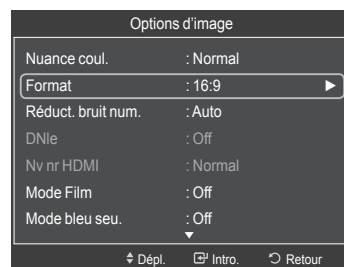 Options d'image
Nuance coul. : Normal
Format : 16:9
Réduct. bruit num. : Auto
DNIe : Off
Nv nr HDMI : Normal
Mode Film : Off
Mode bleu seu. : Off
Dépl. Intro. Retour